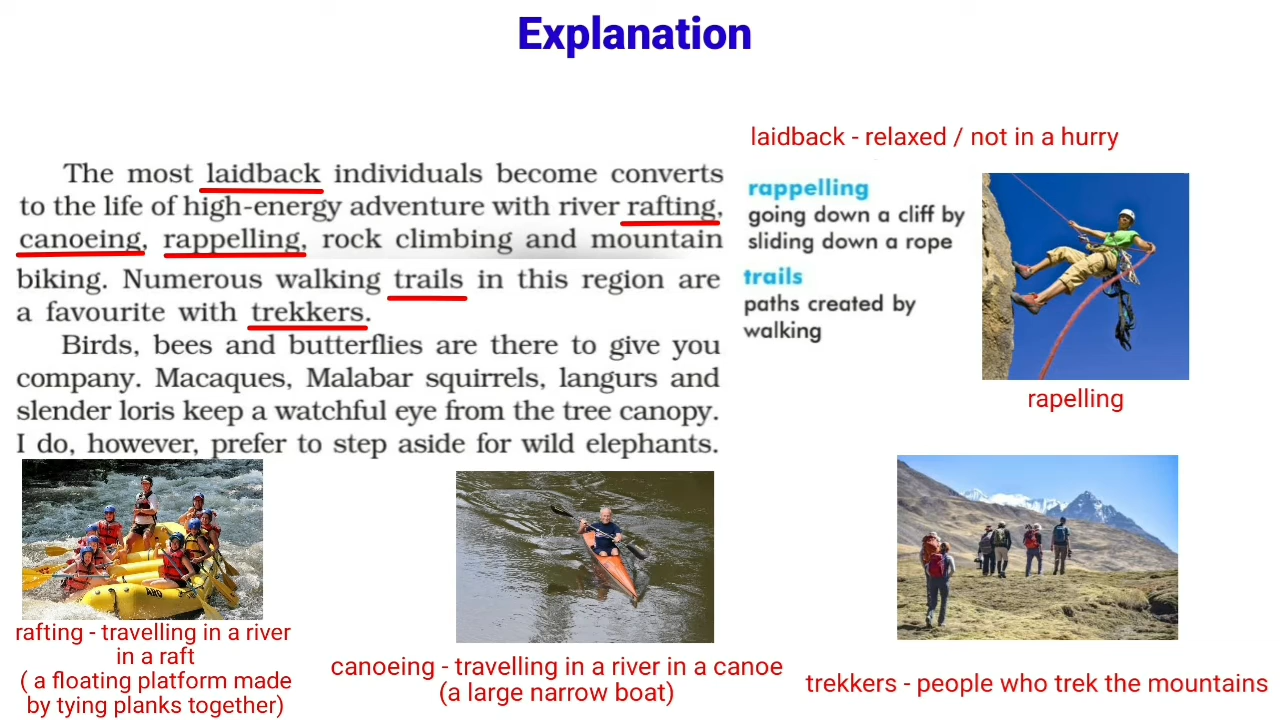 Explanation
The most laidback individuals become converts
to the life of high-energy adventure with river rafting,
canoeing, rappelling, rock climbing and mountain
biking. Numerous walking trails in this region are
a favourite with trekkers.
Birds, bees and butterflies are there to give you
company. Macaques, Malabar squirrels, langurs and
slender loris keep a watchful eye from the tree canopy.
I do, however, prefer to step aside for wild elephants.
laidback - relaxed / not in a hurry
rappelling
going down a cliff by
sliding down a rope
trails
paths created by
walking
rapelling
ARO
rafting - travelling in a river
in a raft
( a floating platform made
by tying planks together)
canoeing - travelling in a river in a canoe
(a large narrow boat)
trekkers - people who trek the mountains